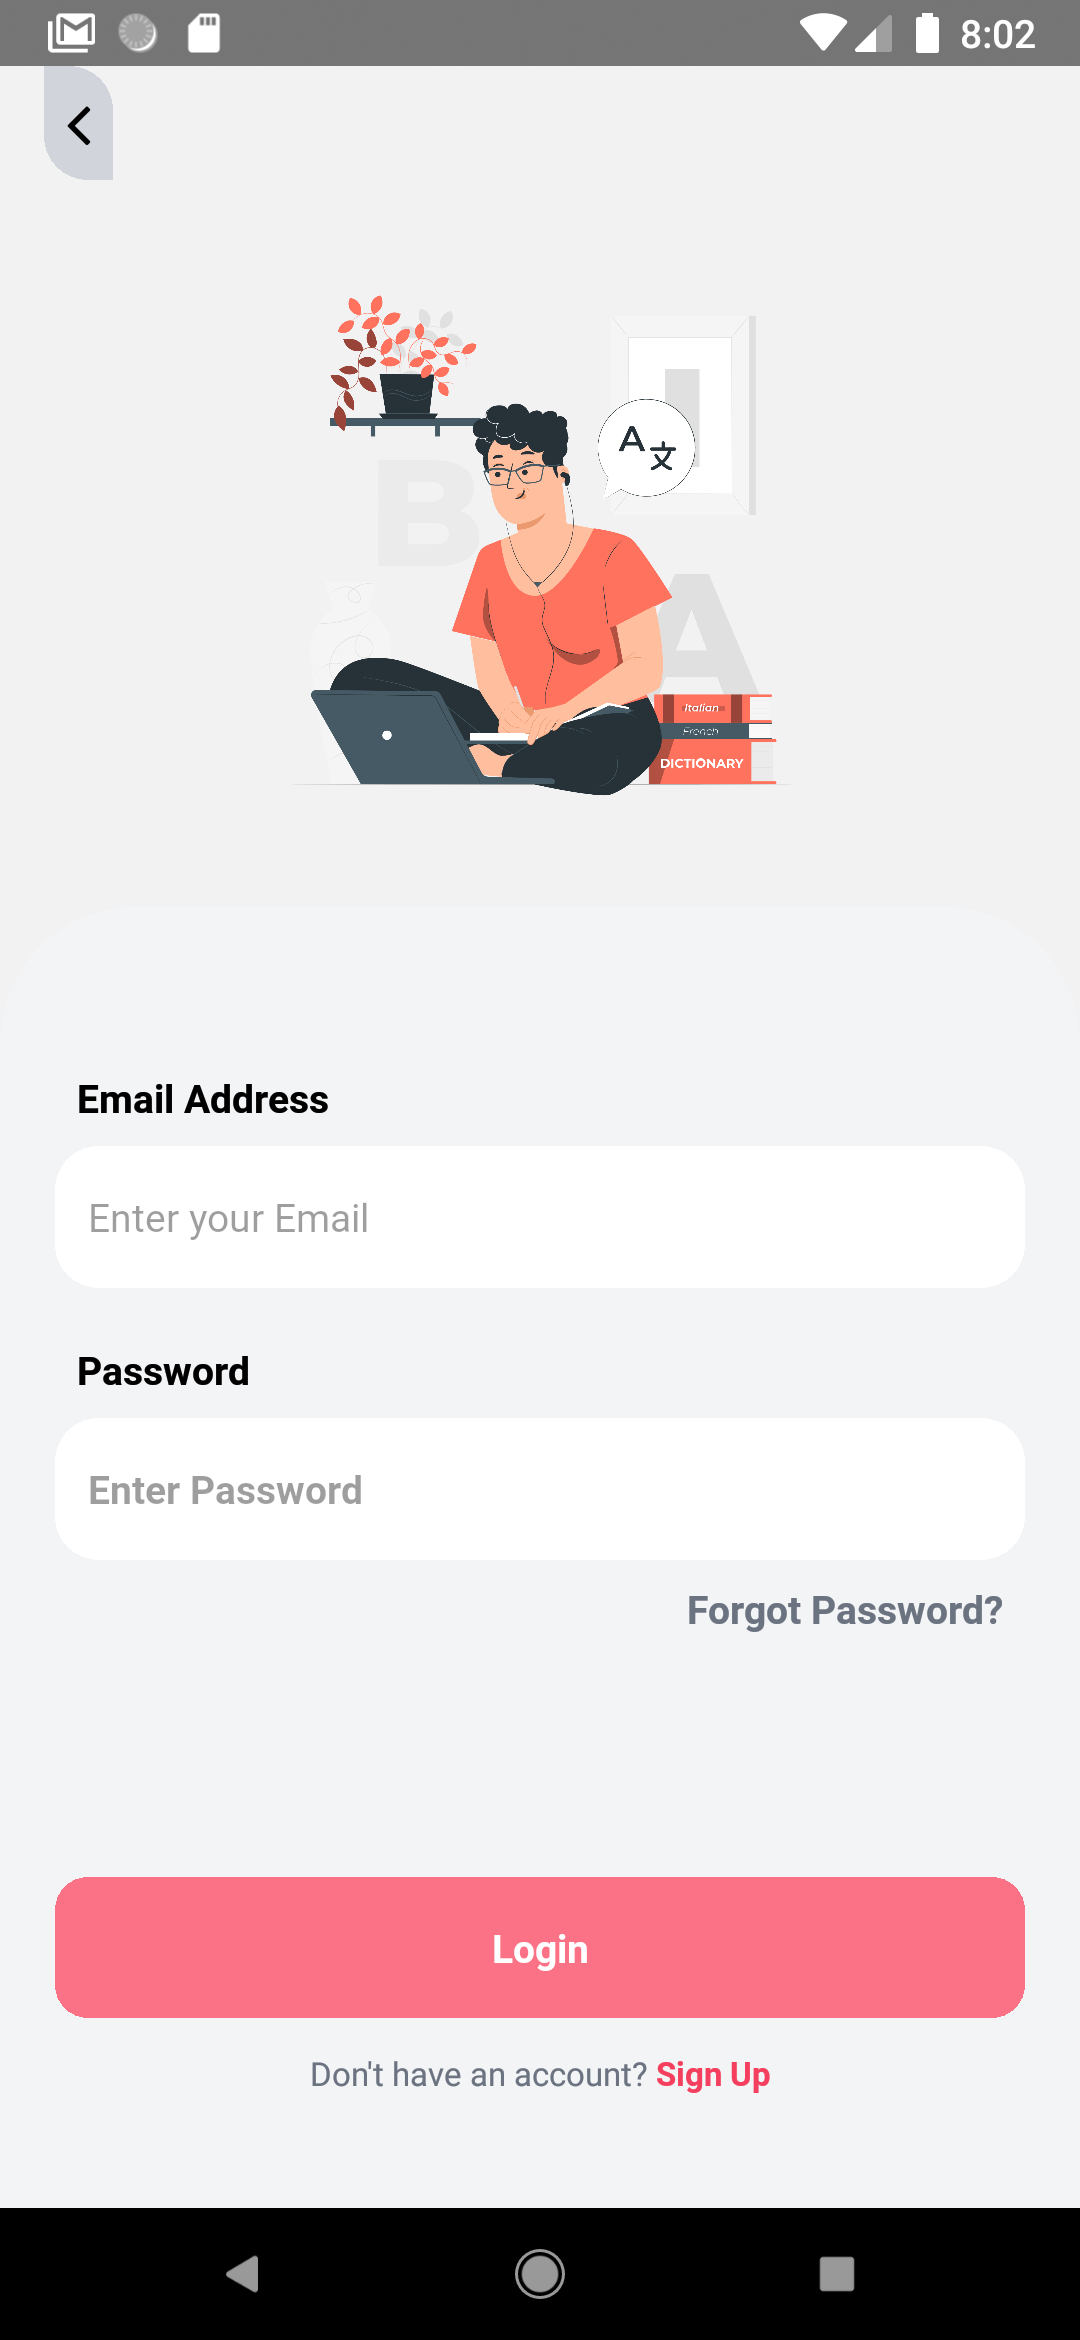 8:02
B
A文
A
Italian
French
DICTIONARY
Email Address
Enter your Email
Password
Enter Password
Forgot Password?
Login
Don't have an account? Sign Up